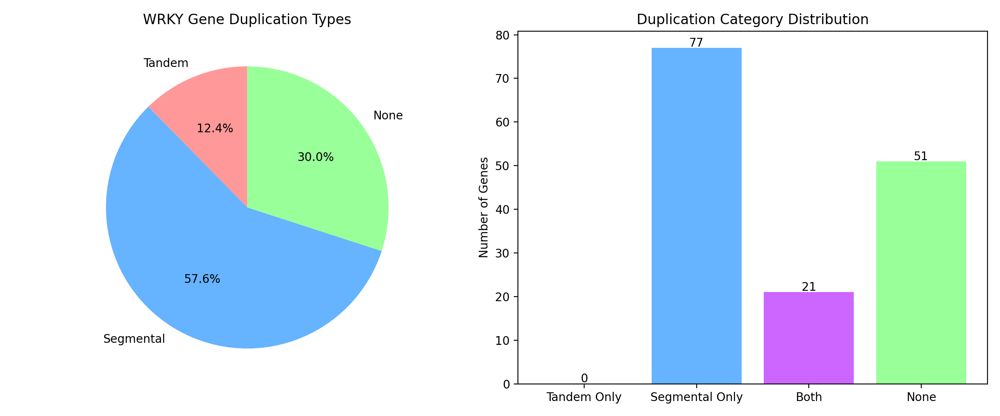 WRKY Gene Duplication Types
Tandem
None
12.4%
30.0%
57.6%
Segmental
Duplication Category Distribution
Number of Genes
80
70
60
50
40
30
20
10
0
0
77
21
51
Tandem Only
Segmental Only
Both
None